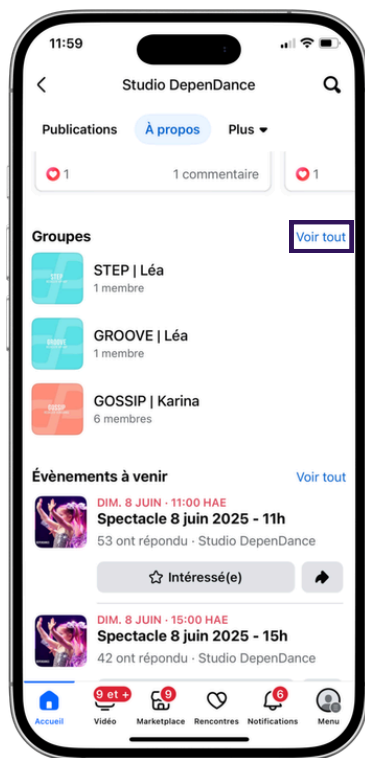 11:59
Studio DepenDance
Publications À propos Plus
1 1 commentaire 1
Groupes Voir tout
STEP
STEP | Léa
1 membre
GROOVE
GROOVE | Léa
1 membre
GOSSIP
GOSSIP | Karina
6 membres
Évènements à venir Voir tout
DIM. 8 JUIN · 11:00 HAE
Spectacle 8 juin 2025 - 11h
53 ont répondu · Studio DepenDance
Intéressé(e)
DIM. 8 JUIN · 15:00 HAE
Spectacle 8 juin 2025 - 15h
42 ont répondu · Studio DepenDance
9 et + 9 6
Accueil Vidéo Marketplace Rencontres Notifications Menu